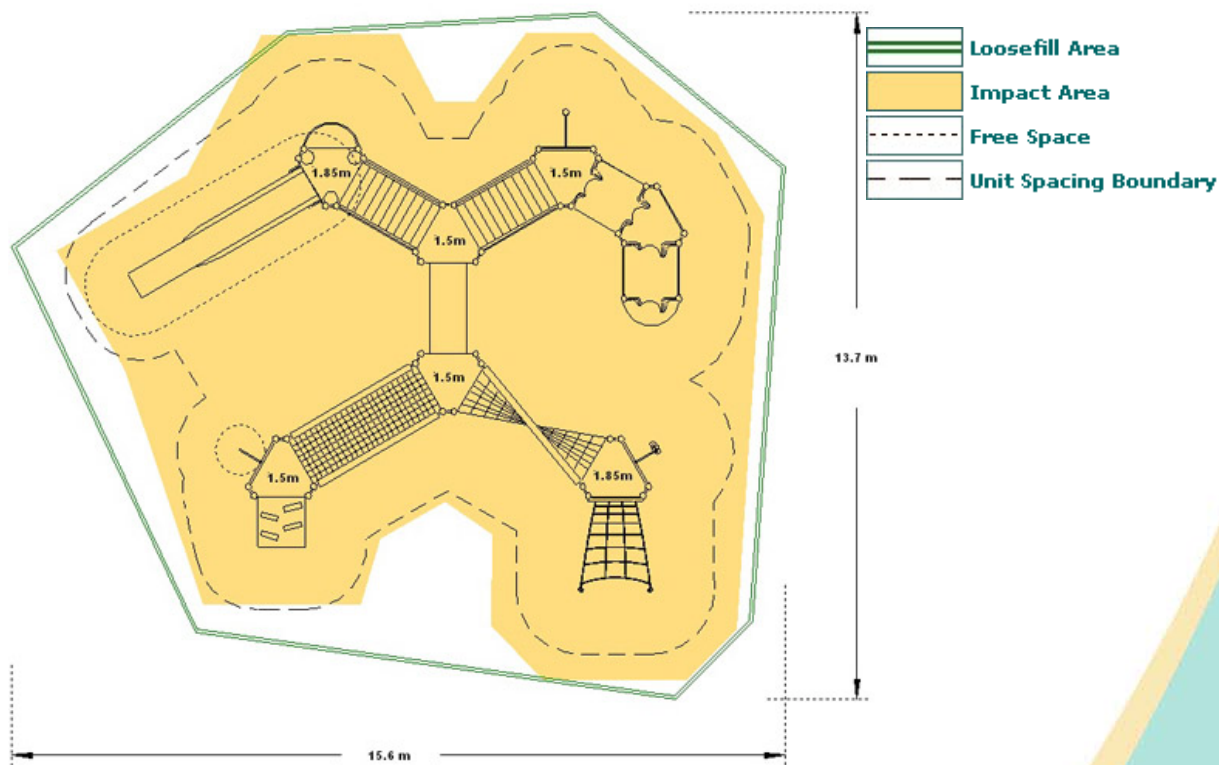 Loosefill Area
Impact Area
Free Space
Unit Spacing Boundary
1.85m
1.5m
1.5m
13.7 m
1.5m
1.5m
1.85m
15.6 m